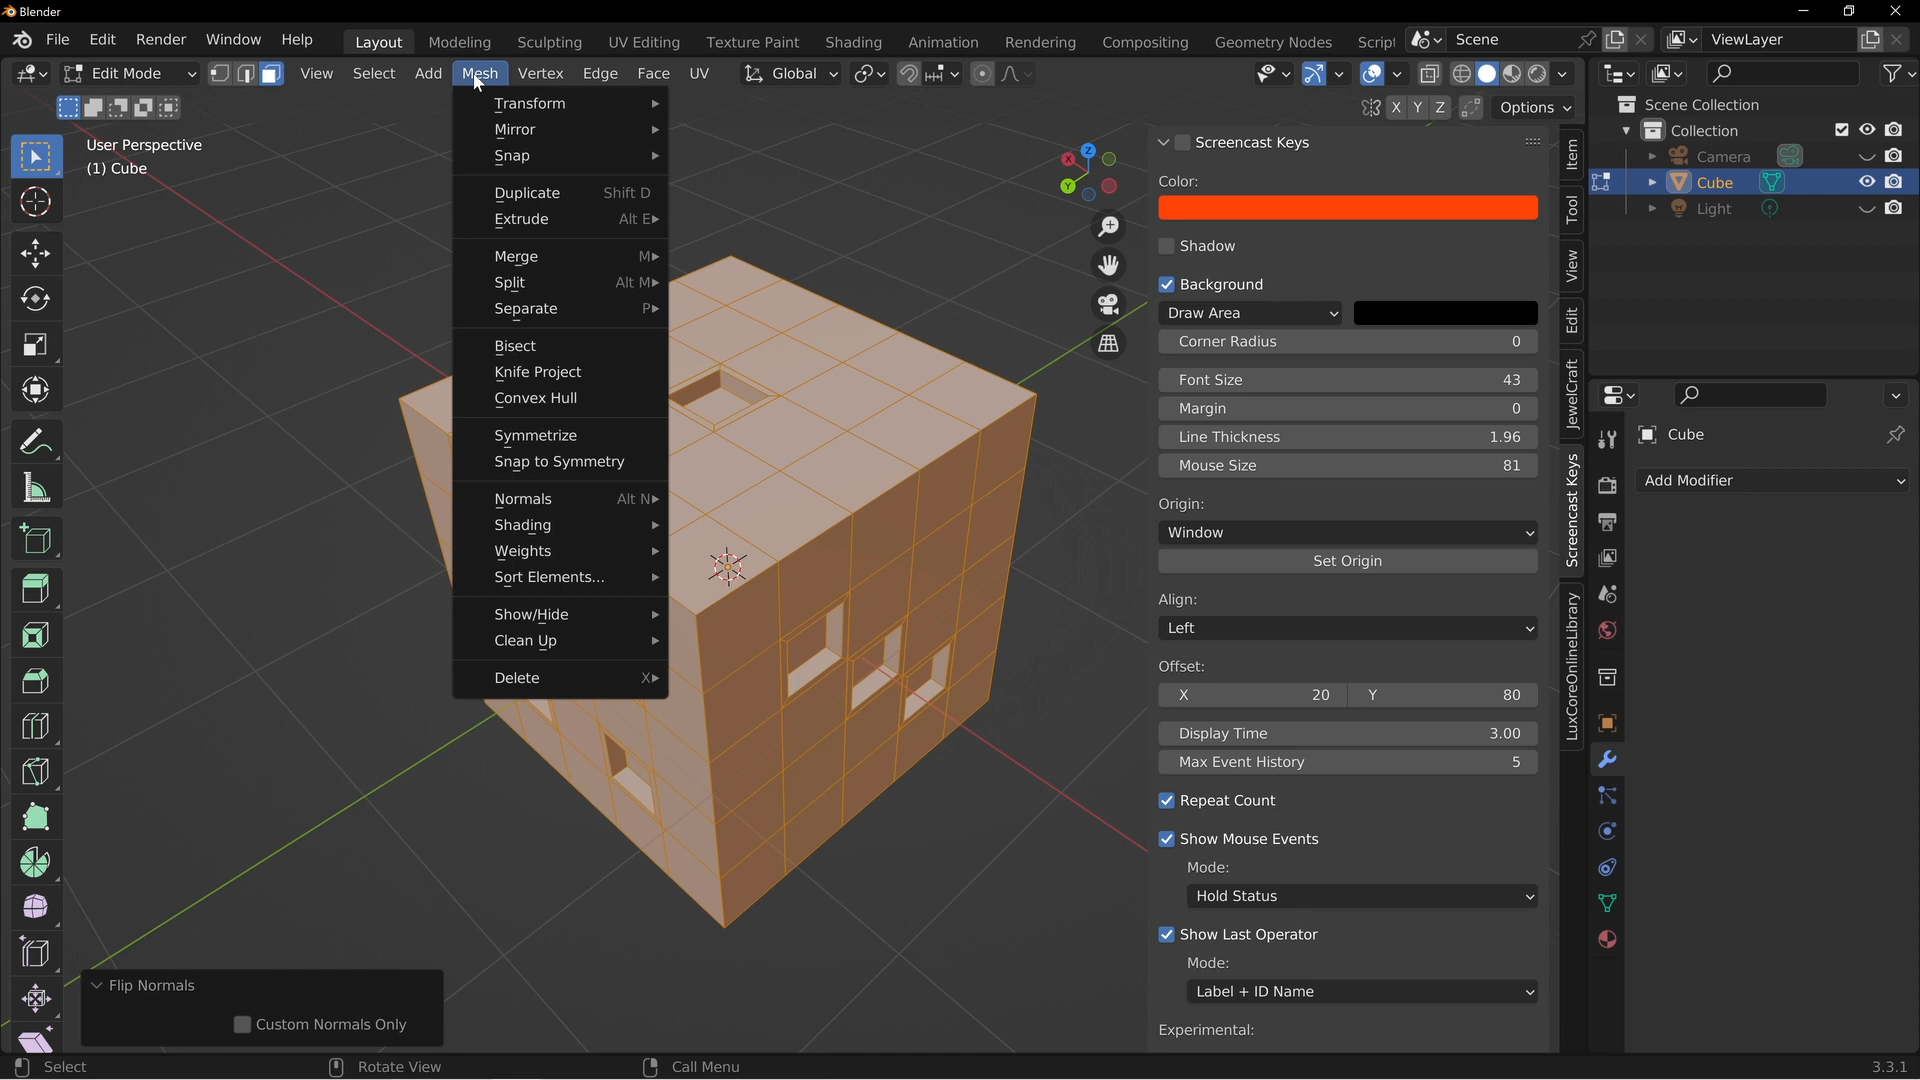 Blender
File Edit Render Window Help Layout Modeling Sculpting UV Editing Texture Paint Shading Animation Rendering Compositing Geometry Nodes Script Scene ViewLayer
Edit Mode View Select Add Mesh Vertex Edge Face UV Global
X Y Z Options
User Perspective
(1) Cube
Transform
Mirror
Snap
Duplicate Shift D
Extrude Alt E
Merge M
Split Alt M
Separate P
Bisect
Knife Project
Convex Hull
Symmetrize
Snap to Symmetry
Normals Alt N
Shading
Weights
Sort Elements...
Show/Hide
Clean Up
Delete X
Z
X
Y
Screencast Keys
Color:
Shadow
Background
Draw Area
Corner Radius 0
Font Size 43
Margin 0
Line Thickness 1.96
Mouse Size 81
Origin:
Window
Set Origin
Align:
Left
Offset:
X 20 Y 80
Display Time 3.00
Max Event History 5
Repeat Count
Show Mouse Events
Mode:
Hold Status
Show Last Operator
Mode:
Label + ID Name
Experimental:
Item
Tool
View
Edit
JewelCraft
Screencast Keys
LuxCoreOnlineLibrary
Scene Collection
Collection
Camera
Cube
Light
Cube
Add Modifier
Flip Normals
Custom Normals Only
Select Rotate View Call Menu 3.3.1